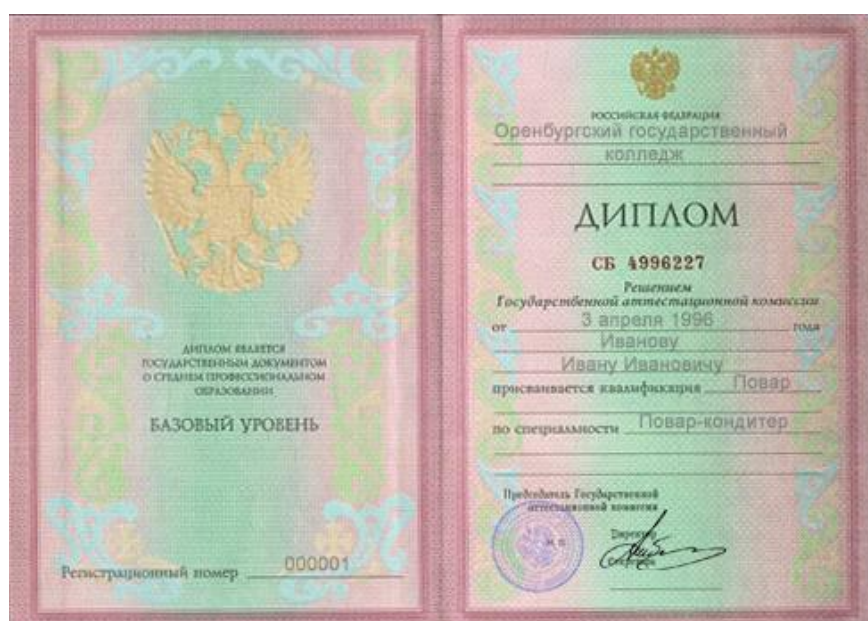 ДИПЛОМ ЯВЛЯЕТСЯ
ГОСУДАРСТВЕННЫМ ДОКУМЕНТОМ
О СРЕДНЕМ ПРОФЕССИОНАЛЬНОМ
ОБРАЗОВАНИИ
БАЗОВЫЙ УРОВЕНЬ
Регистрационный номер 000001
РОССИЙСКАЯ ФЕДЕРАЦИЯ
Оренбургский государственный
колледж
ДИПЛОМ
СБ 4996227
Решением
Государственной аттестационной комиссии
от 3 апреля 1996 года
Иванову
Ивану Ивановичу
присваивается квалификация Повар
по специальности Повар-кондитер
Председатель Государственной
аттестационной комиссии
М. П.
Директор
Секретарь